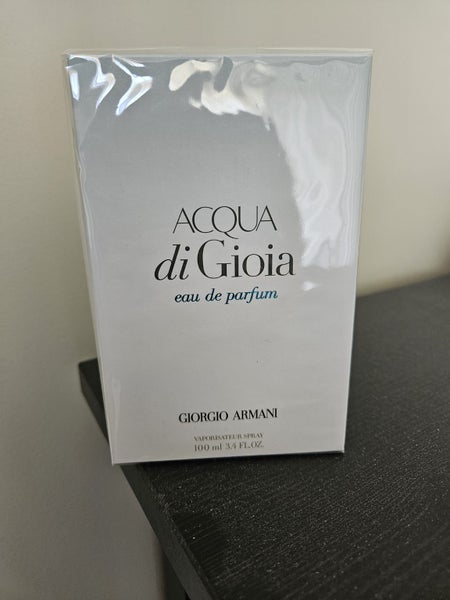 ACQUA
di Gioia
eau de parfum
GIORGIO ARMANI
VAPORISATEUR SPRAY
100 ml 3.4 FL.OZ.